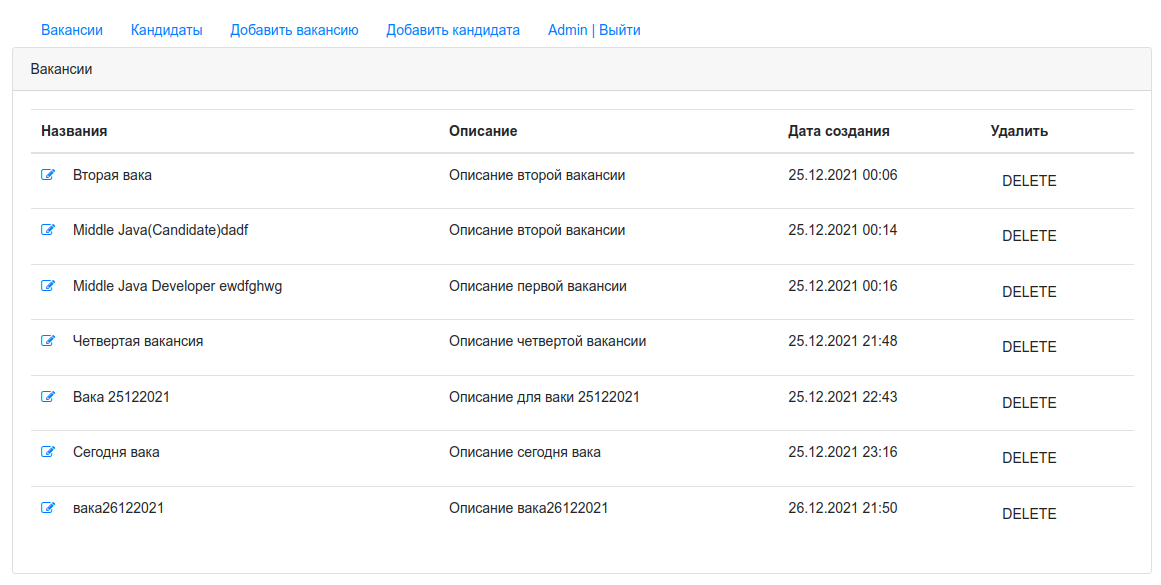 Вакансии Кандидаты Добавить вакансию Добавить кандидата Admin | Выйти
Вакансии
Названия Описание Дата создания Удалить
Вторая вака Описание второй вакансии 25.12.2021 00:06 DELETE
Middle Java(Candidate)dadf Описание второй вакансии 25.12.2021 00:14 DELETE
Middle Java Developer ewdfghwg Описание первой вакансии 25.12.2021 00:16 DELETE
Четвертая вакансия Описание четвертой вакансии 25.12.2021 21:48 DELETE
Вака 25122021 Описание для ваки 25122021 25.12.2021 22:43 DELETE
Сегодня вака Описание сегодня вака 25.12.2021 23:16 DELETE
вака26122021 Описание вака26122021 26.12.2021 21:50 DELETE